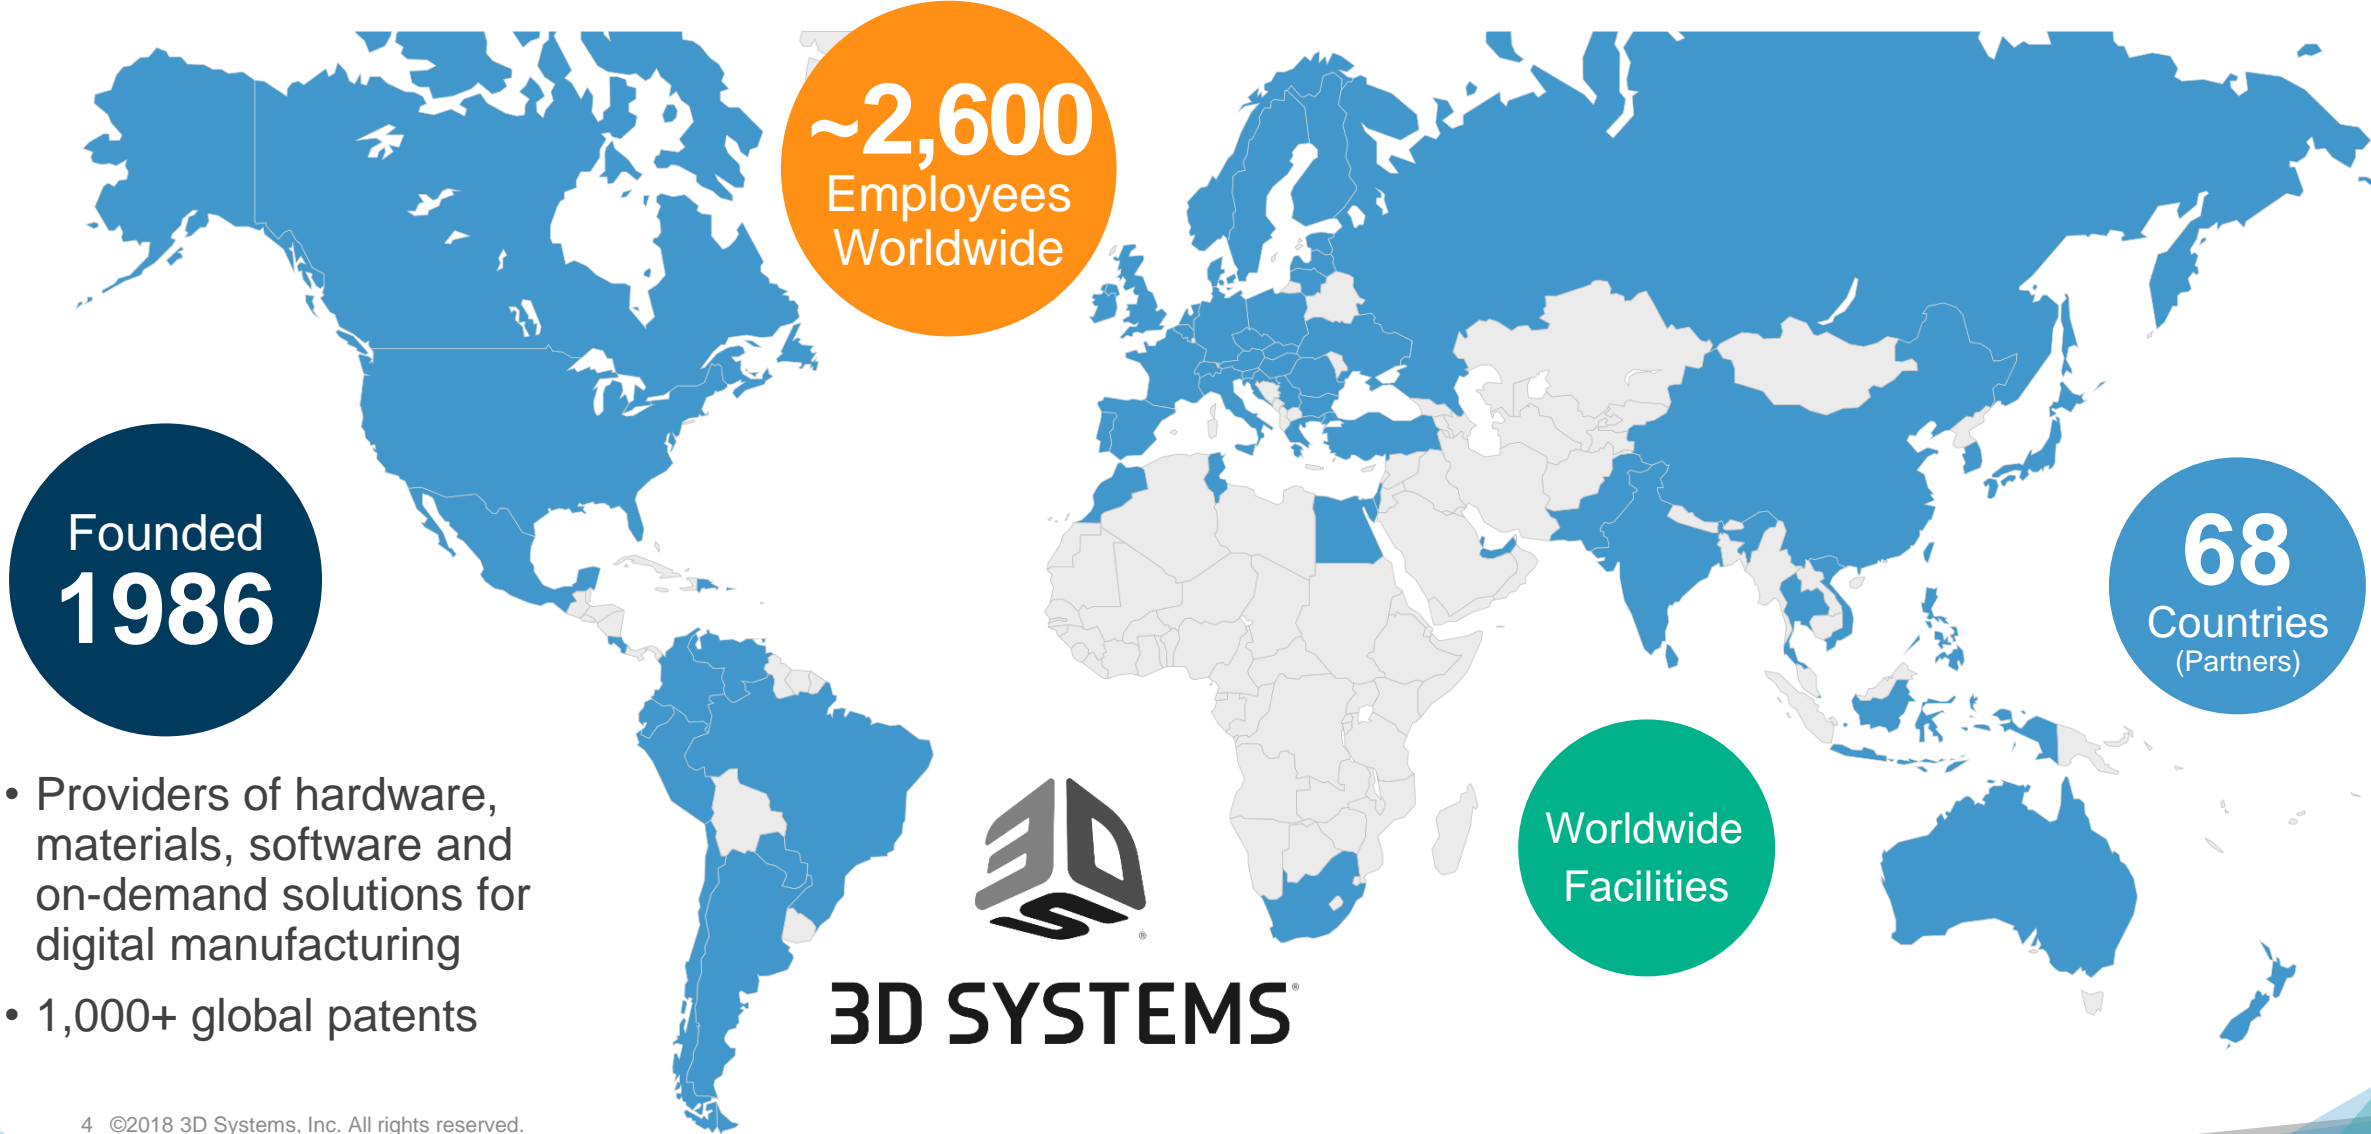 ~2,600
Employees
Worldwide
Founded
1986
68
Countries
(Partners)
• Providers of hardware,
materials, software and
on-demand solutions for
digital manufacturing
• 1,000+ global patents
Worldwide
Facilities
3DS®
3D SYSTEMS®
4 ©2018 3D Systems, Inc. All rights reserved.